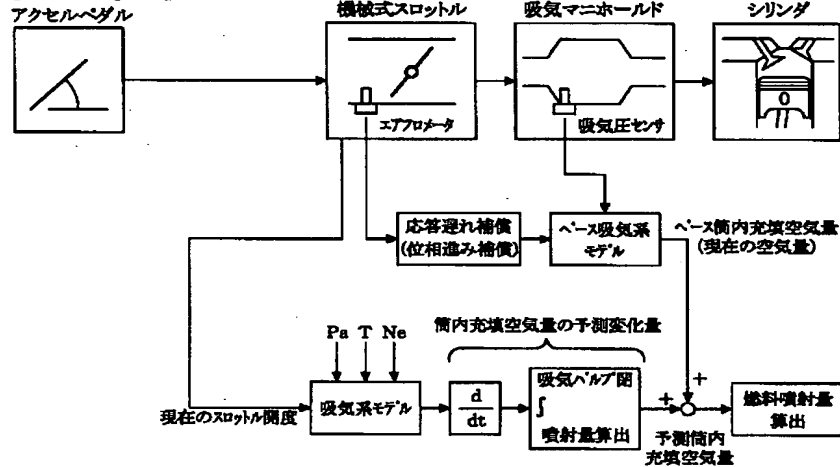 アクセルペダル
機械式スロットル
吸気マニホールド
シリンダ
エアフロメータ
吸気圧センサ
応答遅れ補償
(位相進み補償)
ベース吸気系
モデル
ベース筒内充填空気量
(現在の空気量)
筒内充填空気量の予測変化量
Pa T Ne
現在のスロットル開度
吸気系モデル
d
dt
吸気バルブ閉
∫
噴射量算出
+
+
予測筒内
充填空気量
燃料噴射量
算出